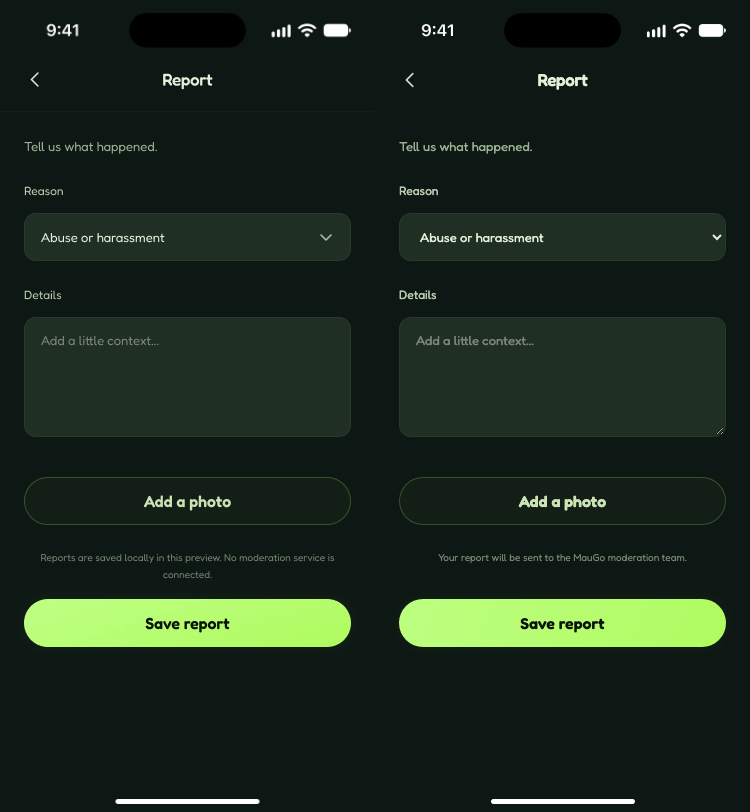 9:41
Report
Tell us what happened.
Reason
Abuse or harassment
Details
Add a little context...
Add a photo
Reports are saved locally in this preview. No moderation service is
connected.
Save report
9:41
Report
Tell us what happened.
Reason
Abuse or harassment
Details
Add a little context...
Add a photo
Your report will be sent to the MauGo moderation team.
Save report